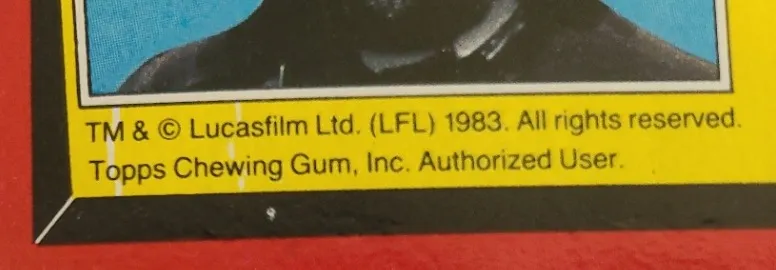 TM & © Lucasfilm Ltd. (LFL) 1983. All rights reserved.
Topps Chewing Gum, Inc. Authorized User.